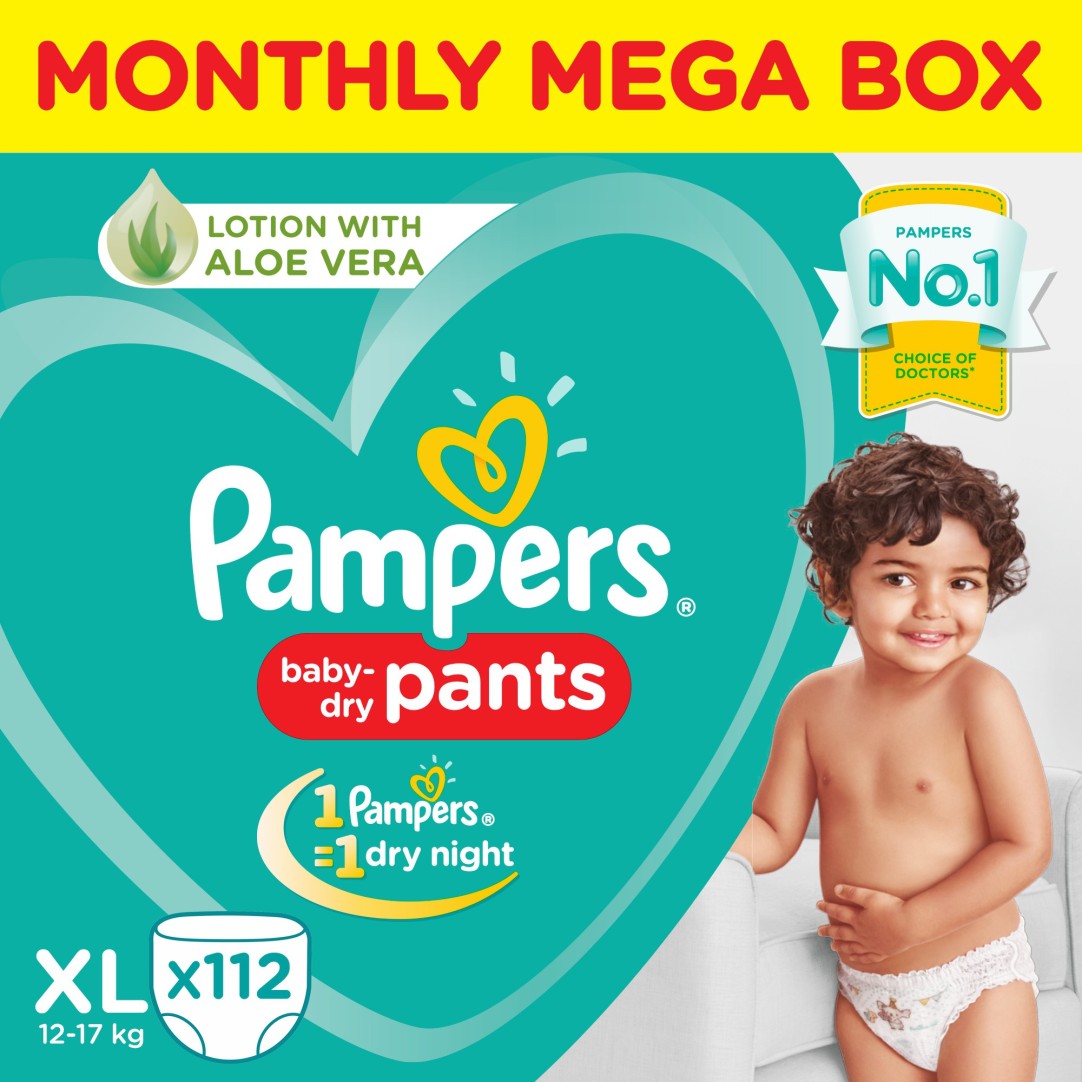 MONTHLY MEGA BOX
LOTION WITH
ALOE VERA
PAMPERS
No.1
CHOICE OF
DOCTORS*
Pampers®
baby-
dry pants
1 Pampers®
=1 dry night
XL x112
12-17 kg